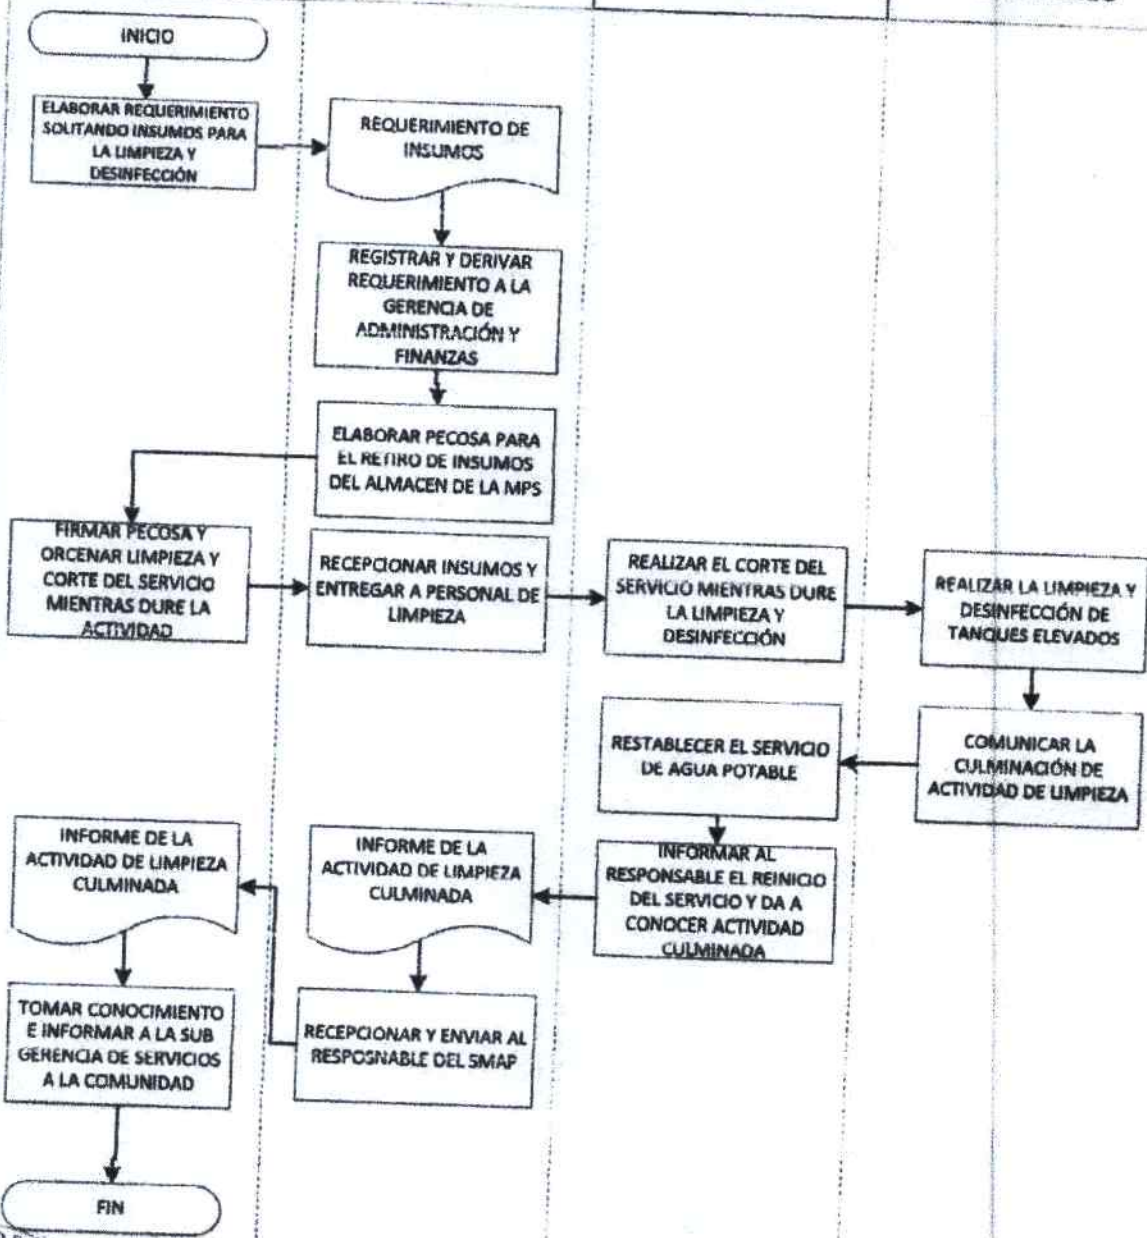 INICIO
ELABORAR REQUERIMIENTO
SOLITANDO INSUMOS PARA
LA LIMPIEZA Y
DESINFECCIÓN
REQUERIMIENTO DE
INSUMOS
REGISTRAR Y DERIVAR
REQUERIMIENTO A LA
GERENCIA DE
ADMINISTRACIÓN Y
FINANZAS
ELABORAR PECOSA PARA
EL RETIRO DE INSUMOS
DEL ALMACEN DE LA MPS
FIRMAR PECOSA Y
ORCENAR LIMPIEZA Y
CORTE DEL SERVICIO
MIENTRAS DURE LA
ACTIVIDAD
RECEPCIONAR INSUMOS Y
ENTREGAR A PERSONAL DE
LIMPIEZA
REALIZAR EL CORTE DEL
SERVICIO MIENTRAS DURE
LA LIMPIEZA Y
DESINFECCIÓN
REALIZAR LA LIMPIEZA Y
DESINFECCIÓN DE
TANQUES ELEVADOS
COMUNICAR LA
CULMINACIÓN DE
ACTIVIDAD DE LIMPIEZA
RESTABLECER EL SERVICIO
DE AGUA POTABLE
INFORMAR AL
RESPONSABLE EL REINICIO
DEL SERVICIO Y DA A
CONOCER ACTIVIDAD
CULMINADA
INFORME DE LA
ACTIVIDAD DE LIMPIEZA
CULMINADA
RECEPCIONAR Y ENVIAR AL
RESPOSNABLE DEL SMAP
INFORME DE LA
ACTIVIDAD DE LIMPIEZA
CULMINADA
TOMAR CONOCIMIENTO
E INFORMAR A LA SUB
GERENCIA DE SERVICIOS
A LA COMUNIDAD
FIN